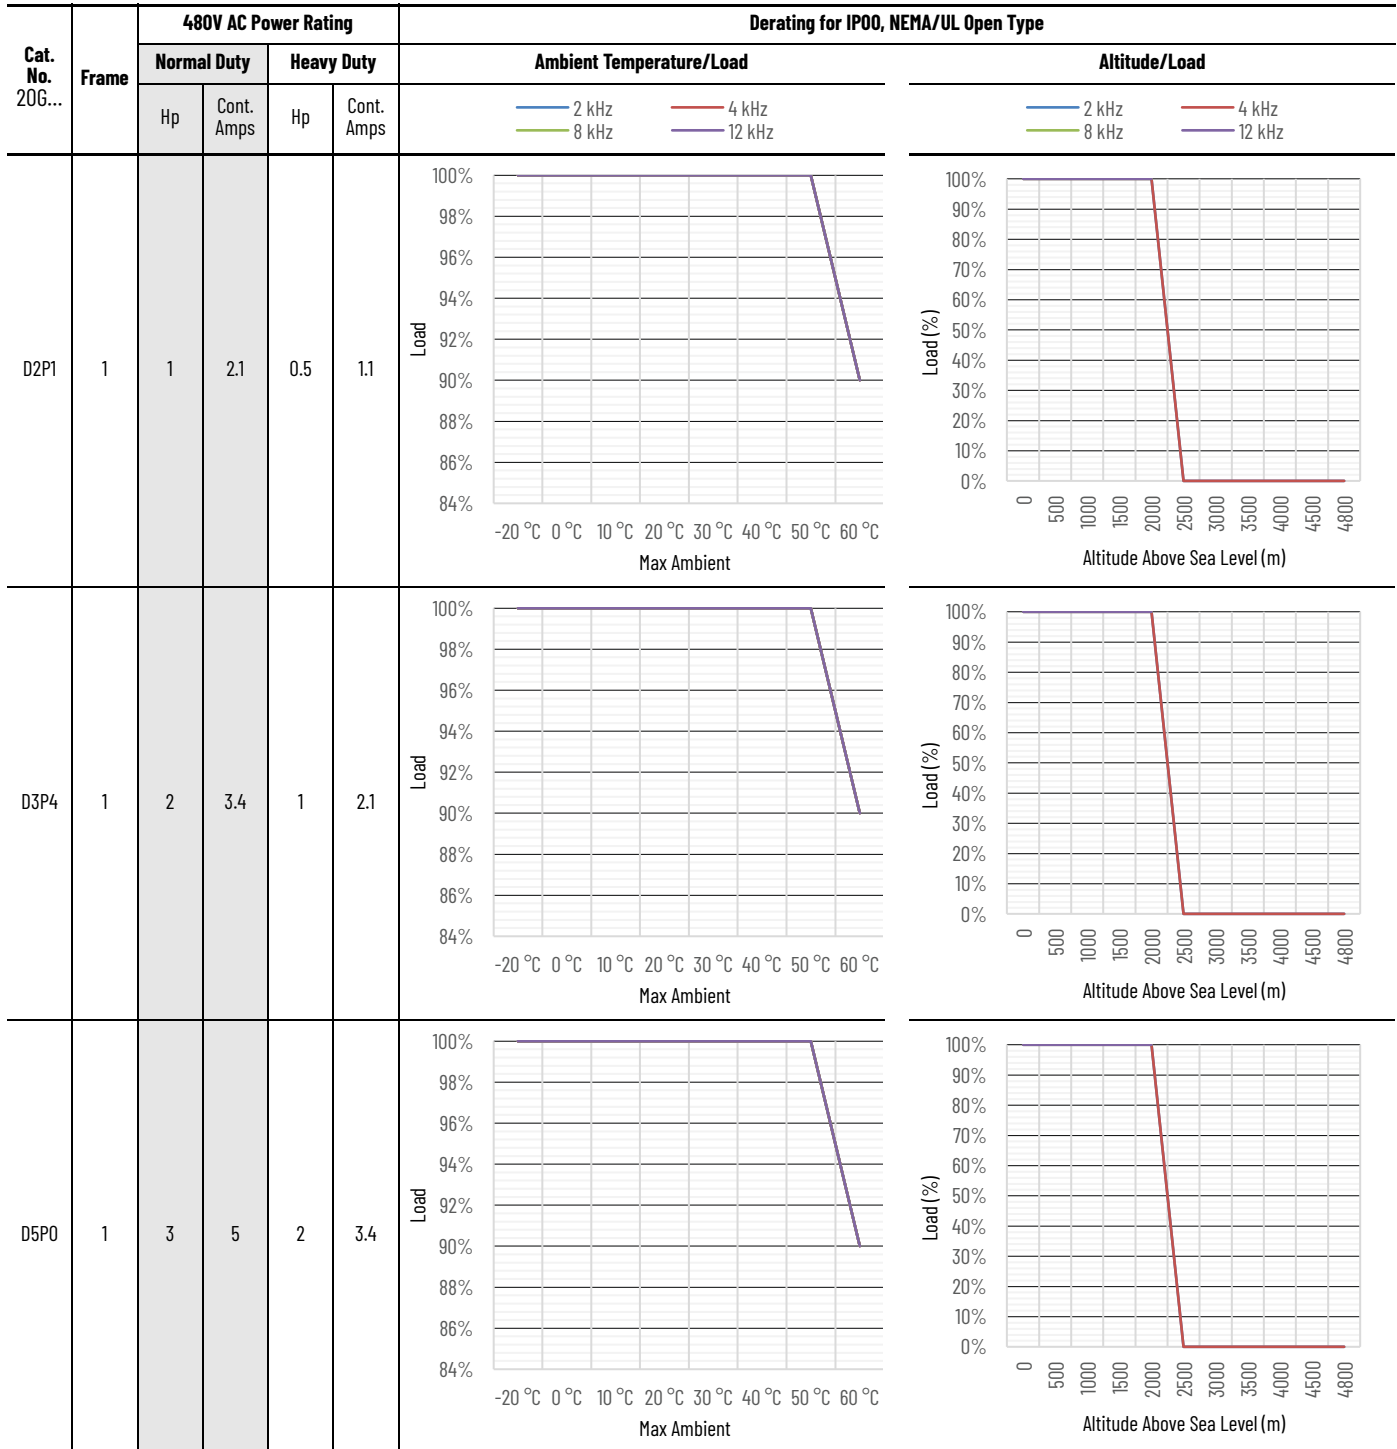 Cat. No. 20G...
Frame
480V AC Power Rating
Derating for IP00, NEMA/UL Open Type
Normal Duty
Heavy Duty
Ambient Temperature/Load
Altitude/Load
Hp
Cont. Amps
Hp
Cont. Amps
2 kHz
4 kHz
8 kHz
12 kHz
2 kHz
4 kHz
8 kHz
12 kHz
D2P1 1 1 2.1 0.5 1.1
Load
100%
98%
96%
94%
92%
90%
88%
86%
84%
-20 °C 0 °C 10 °C 20 °C 30 °C 40 °C 50 °C 60 °C
Max Ambient
Load (%)
100%
90%
80%
70%
60%
50%
40%
30%
20%
10%
0%
0 500 1000 1500 2000 2500 3000 3500 4000 4500 4800
Altitude Above Sea Level (m)
D3P4 1 2 3.4 1 2.1
Load
100%
98%
96%
94%
92%
90%
88%
86%
84%
-20 °C 0 °C 10 °C 20 °C 30 °C 40 °C 50 °C 60 °C
Max Ambient
Load (%)
100%
90%
80%
70%
60%
50%
40%
30%
20%
10%
0%
0 500 1000 1500 2000 2500 3000 3500 4000 4500 4800
Altitude Above Sea Level (m)
D5P0 1 3 5 2 3.4
Load
100%
98%
96%
94%
92%
90%
88%
86%
84%
-20 °C 0 °C 10 °C 20 °C 30 °C 40 °C 50 °C 60 °C
Max Ambient
Load (%)
100%
90%
80%
70%
60%
50%
40%
30%
20%
10%
0%
0 500 1000 1500 2000 2500 3000 3500 4000 4500 4800
Altitude Above Sea Level (m)